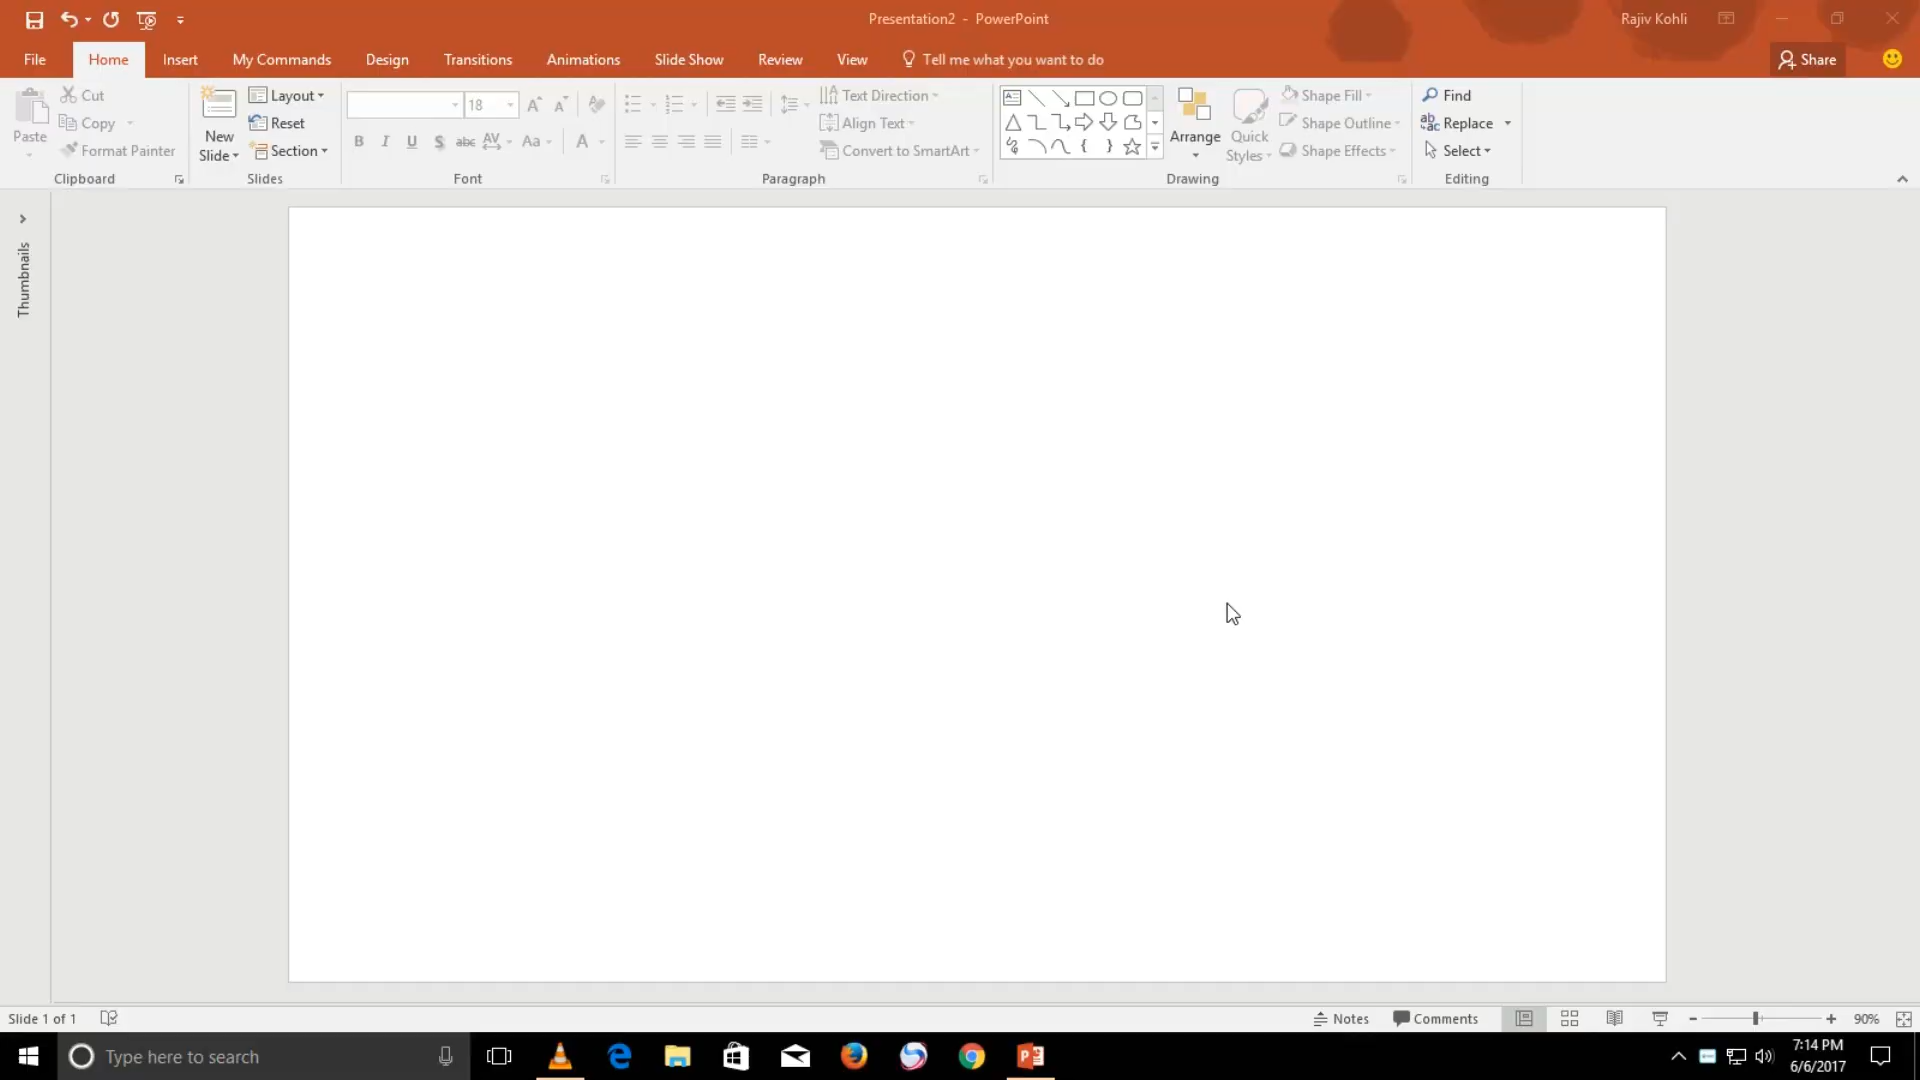 Presentation2 - PowerPoint
Rajiv Kohli
File
Home
Insert
My Commands
Design
Transitions
Animations
Slide Show
Review
View
Tell me what you want to do
Share
Paste
Cut
Copy
Format Painter
Clipboard
New
Slide
Layout
Reset
Section
Slides
18
B
I
U
S
abc
AV
Aa
A
Font
Text Direction
Align Text
Convert to SmartArt
Paragraph
Arrange
Quick
Styles
Shape Fill
Shape Outline
Shape Effects
Drawing
Find
Replace
Select
Editing
Thumbnails
Slide 1 of 1
Notes
Comments
90%
Type here to search
7:14 PM
6/6/2017